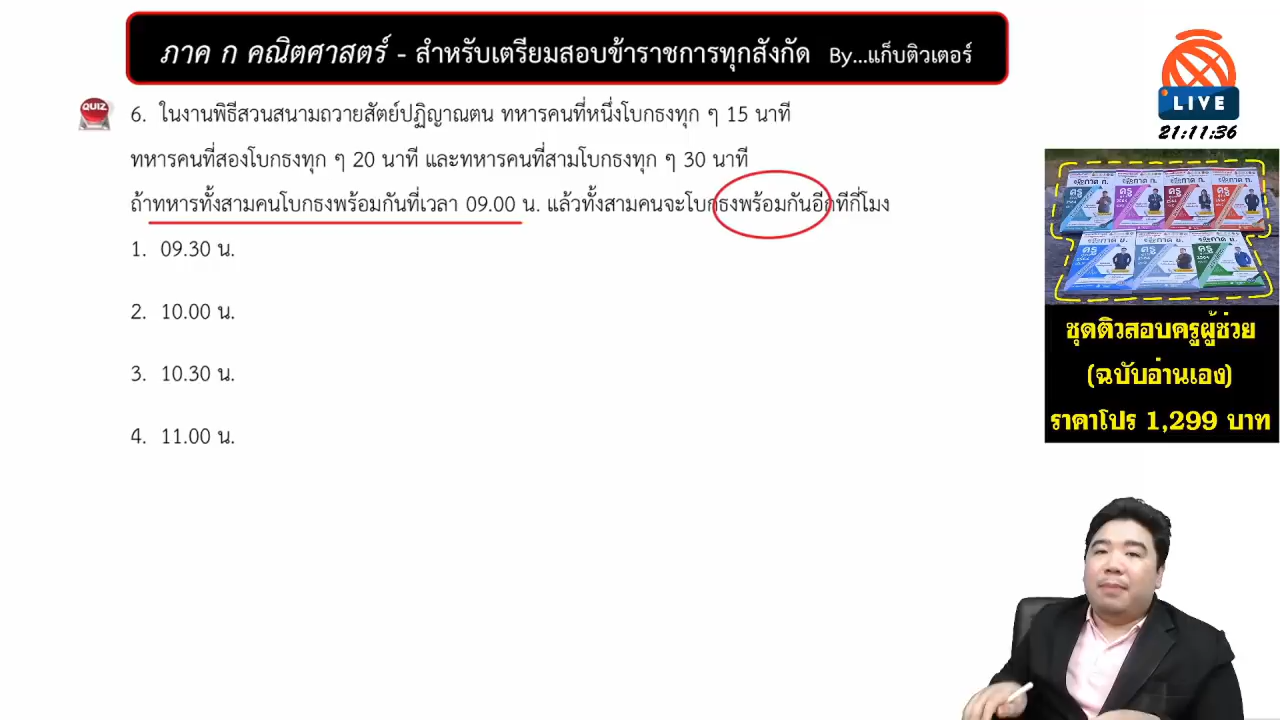 ภาค ก คณิตศาสตร์ - สำหรับเตรียมสอบข้าราชการทุกสังกัด By...แก็บติวเตอร์
QUIZ
6. ในงานพิธีสวนสนามถวายสัตย์ปฏิญาณตน ทหารคนที่หนึ่งโบกธงทุก ๆ 15 นาที
ทหารคนที่สองโบกธงทุก ๆ 20 นาที และทหารคนที่สามโบกธงทุก ๆ 30 นาที
ถ้าทหารทั้งสามคนโบกธงพร้อมกันที่เวลา 09.00 น. แล้วทั้งสามคนจะโบกธงพร้อมกันอีกทีกี่โมง
1. 09.30 น.
2. 10.00 น.
3. 10.30 น.
4. 11.00 น.
LIVE
21:11:36
ชุดติวสอบครูผู้ช่วย
(ฉบับอ่านเอง)
ราคาโปร 1,299 บาท